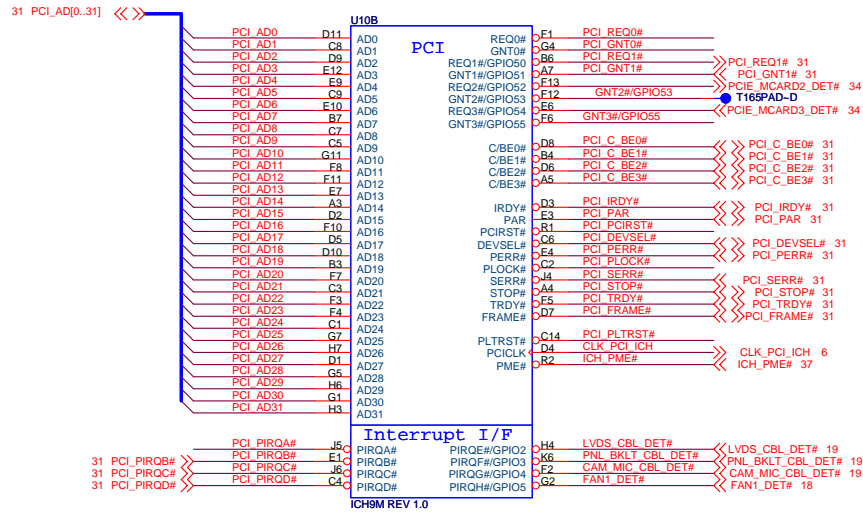 31 PCI_AD[0..31]
U10B
PCI
PCI_AD0 D11 AD0
PCI_AD1 C8 AD1
PCI_AD2 D9 AD2
PCI_AD3 E12 AD3
PCI_AD4 E9 AD4
PCI_AD5 C9 AD5
PCI_AD6 E10 AD6
PCI_AD7 B7 AD7
PCI_AD8 C7 AD8
PCI_AD9 C5 AD9
PCI_AD10 G11 AD10
PCI_AD11 F8 AD11
PCI_AD12 F11 AD12
PCI_AD13 E7 AD13
PCI_AD14 A3 AD14
PCI_AD15 D2 AD15
PCI_AD16 F10 AD16
PCI_AD17 D5 AD17
PCI_AD18 D10 AD18
PCI_AD19 B3 AD19
PCI_AD20 F7 AD20
PCI_AD21 C3 AD21
PCI_AD22 F3 AD22
PCI_AD23 F4 AD23
PCI_AD24 C1 AD24
PCI_AD25 G7 AD25
PCI_AD26 H7 AD26
PCI_AD27 D1 AD27
PCI_AD28 G5 AD28
PCI_AD29 H6 AD29
PCI_AD30 G1 AD30
PCI_AD31 H3 AD31
REQ0# F1 PCI_REQ0#
GNT0# G4 PCI_GNT0#
REQ1#/GPIO50 B6 PCI_REQ1# PCI_REQ1# 31
GNT1#/GPIO51 A7 PCI_GNT1# PCI_GNT1# 31
REQ2#/GPIO52 F13 PCIE_MCARD2_DET# 34
GNT2#/GPIO53 F12 GNT2#/GPIO53 T165PAD~D
REQ3#/GPIO54 E6 PCIE_MCARD3_DET# 34
GNT3#/GPIO55 F6 GNT3#/GPIO55
C/BE0# D8 PCI_C_BE0# PCI_C_BE0# 31
C/BE1# B4 PCI_C_BE1# PCI_C_BE1# 31
C/BE2# D6 PCI_C_BE2# PCI_C_BE2# 31
C/BE3# A5 PCI_C_BE3# PCI_C_BE3# 31
IRDY# D3 PCI_IRDY# PCI_IRDY# 31
PAR E3 PCI_PAR PCI_PAR 31
PCIRST# R1 PCI_PCIRST#
DEVSEL# C6 PCI_DEVSEL# PCI_DEVSEL# 31
PERR# E4 PCI_PERR# PCI_PERR# 31
PLOCK# C2 PCI_PLOCK#
SERR# J4 PCI_SERR# PCI_SERR# 31
STOP# A4 PCI_STOP# PCI_STOP# 31
TRDY# F5 PCI_TRDY# PCI_TRDY# 31
FRAME# D7 PCI_FRAME# PCI_FRAME# 31
PLTRST# C14 PCI_PLTRST#
PCICLK D4 CLK_PCI_ICH CLK_PCI_ICH 6
PME# R2 ICH_PME# ICH_PME# 37
Interrupt I/F
PCI_PIRQA# J5 PIRQA#
31 PCI_PIRQB# PCI_PIRQB# E1 PIRQB#
31 PCI_PIRQC# PCI_PIRQC# J6 PIRQC#
31 PCI_PIRQD# PCI_PIRQD# C4 PIRQD#
PIRQE#/GPIO2 H4 LVDS_CBL_DET# LVDS_CBL_DET# 19
PIRQF#/GPIO3 K6 PNL_BKLT_CBL_DET# PNL_BKLT_CBL_DET# 19
PIRQG#/GPIO4 F2 CAM_MIC_CBL_DET# CAM_MIC_CBL_DET# 19
PIRQH#/GPIO5 G2 FAN1_DET# FAN1_DET# 18
ICH9M REV 1.0